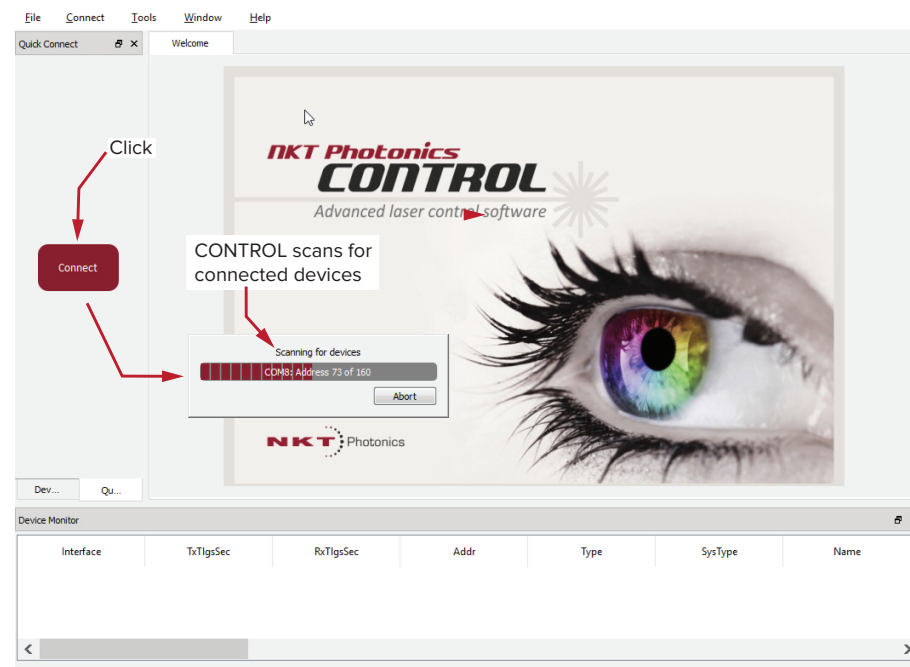 File Connect Tools Window Help
Quick Connect
Welcome
Click
NKT Photonics
CONTROL
Advanced laser control software
CONTROL scans for
connected devices
Connect
Scanning for devices
COM8: Address 73 of 160
Abort
NKT Photonics
Dev... Qu...
Device Monitor
Interface TxTlgsSec RxTlgsSec Addr Type SysType Name